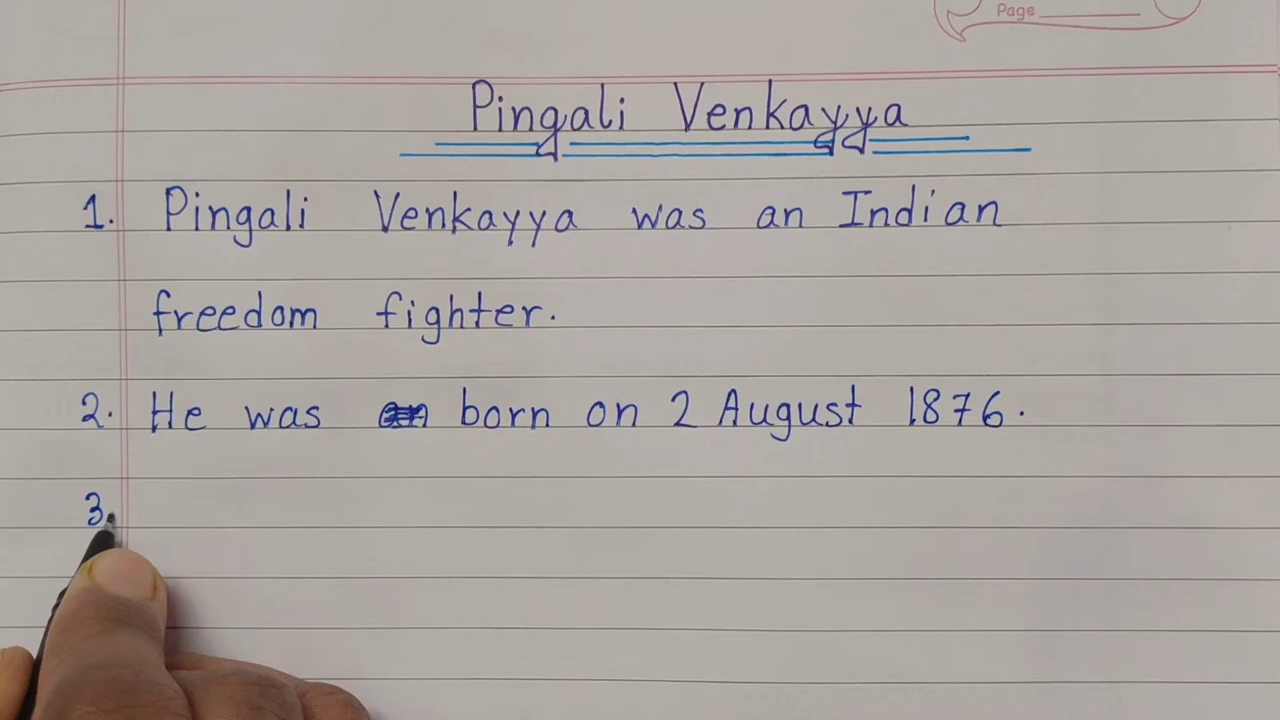 Page
Pingali Venkayya
1. Pingali Venkayya was an Indian
freedom fighter.
2. He was born on 2 August 1876.
3.